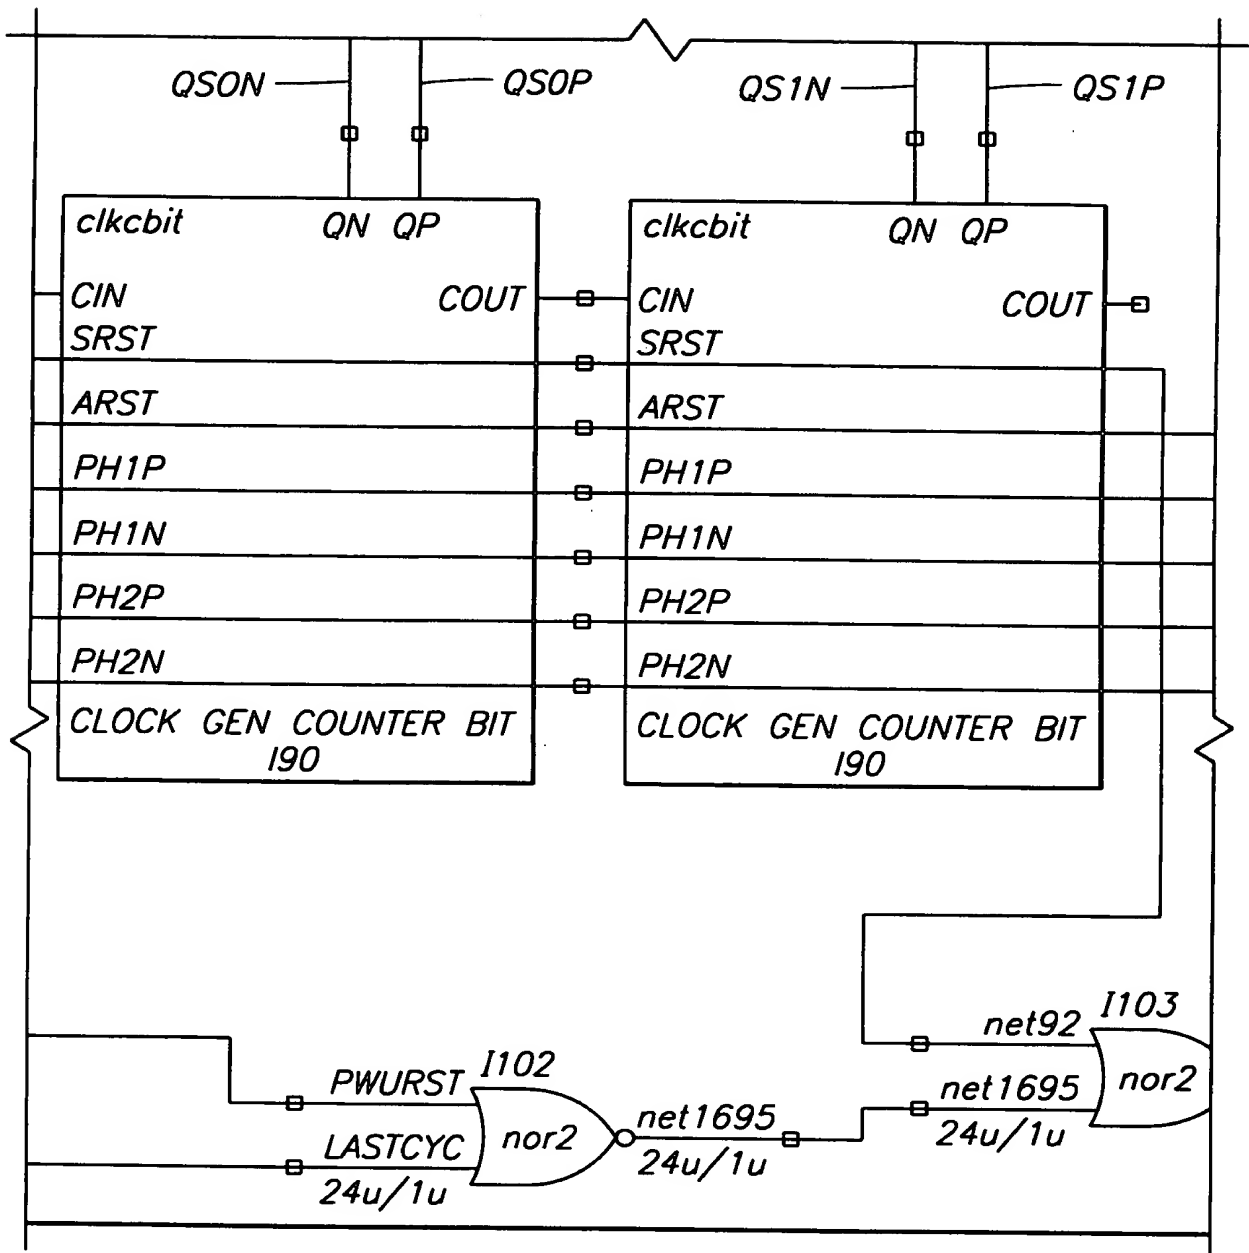 QS0N
QS0P
QS1N
QS1P
clkcbit
QN QP
CIN
COUT
SRST
ARST
PH1P
PH1N
PH2P
PH2N
CLOCK GEN COUNTER BIT
I90
clkcbit
QN QP
CIN
COUT
SRST
ARST
PH1P
PH1N
PH2P
PH2N
CLOCK GEN COUNTER BIT
I90
I102
PWURST
nor2
LASTCYC
24u/1u
net1695
24u/1u
I103
net92
nor2
net1695
24u/1u